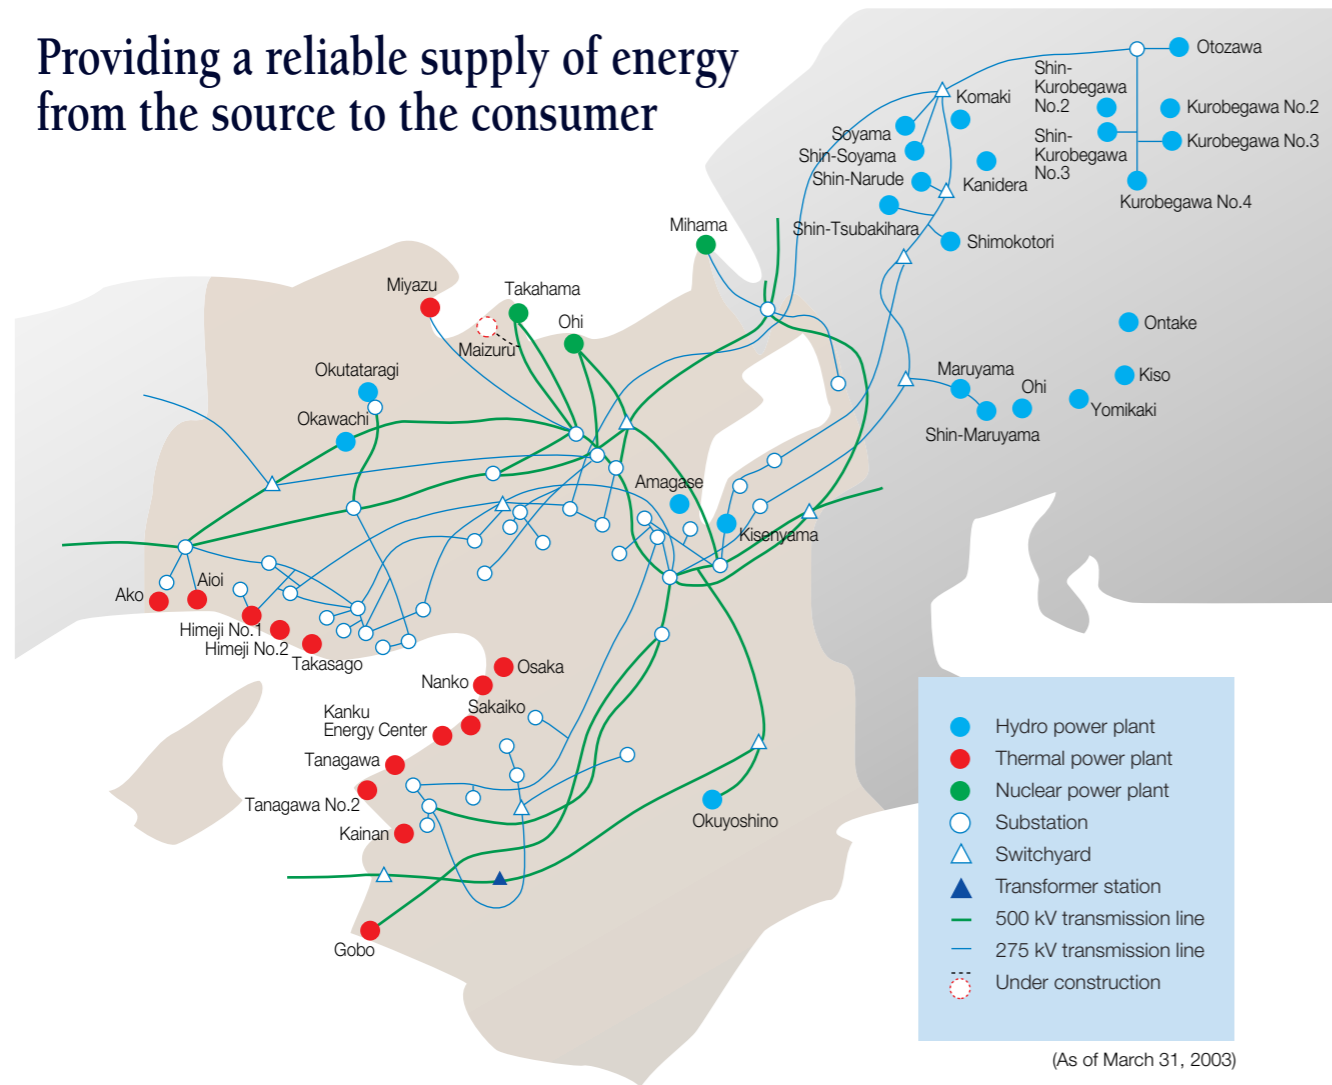 Providing a reliable supply of energy
from the source to the consumer
Otozawa
Shin-
Kurobegawa
No.2
Komaki
Kurobegawa No.2
Soyama
Shin-
Kurobegawa
No.3
Kurobegawa No.3
Shin-Soyama
Shin-Narude
Kanidera
Kurobegawa No.4
Mihama
Shin-Tsubakihara
Shimokotori
Miyazu
Takahama
Ohi
Maizuru
Ontake
Okutataragi
Maruyama
Ohi
Kiso
Yomikaki
Okawachi
Shin-Maruyama
Amagase
Kisenyama
Aioi
Ako
Himeji No.1
Himeji No.2
Takasago
Osaka
Nanko
Sakaiko
Kanku
Energy Center
Tanagawa
Tanagawa No.2
Kainan
Okuyoshino
Gobo
Hydro power plant
Thermal power plant
Nuclear power plant
Substation
Switchyard
Transformer station
500 kV transmission line
275 kV transmission line
Under construction
(As of March 31, 2003)